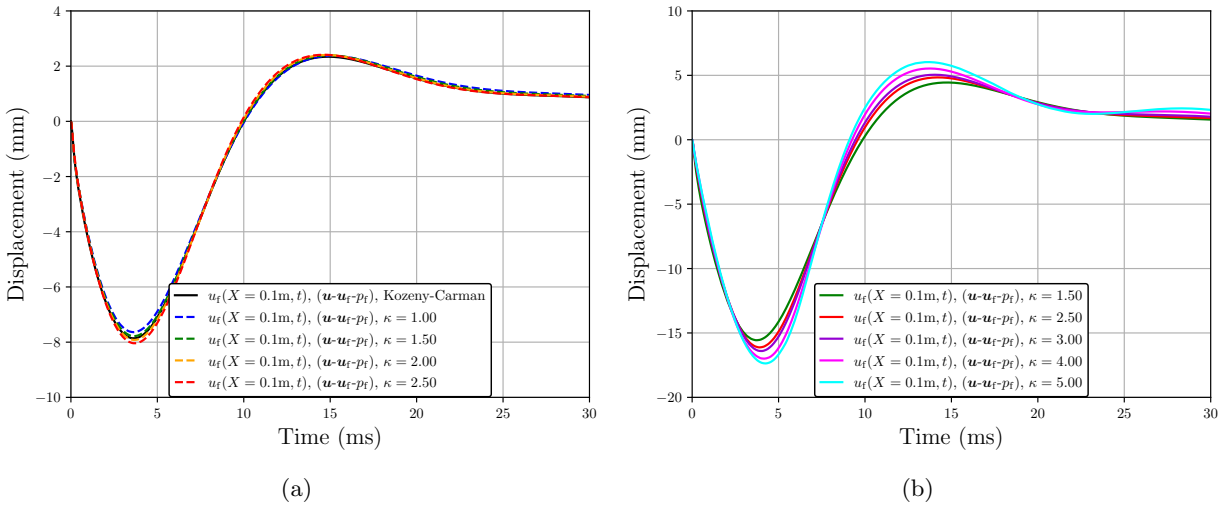 4
2
0
−2
−4
−6
−8
−10
0
5
10
15
20
25
30
Displacement (mm)
Time (ms)
u_f(X = 0.1m, t), (u-u_f-p_f), Kozeny-Carman
u_f(X = 0.1m, t), (u-u_f-p_f), κ = 1.00
u_f(X = 0.1m, t), (u-u_f-p_f), κ = 1.50
u_f(X = 0.1m, t), (u-u_f-p_f), κ = 2.00
u_f(X = 0.1m, t), (u-u_f-p_f), κ = 2.50
(a)
10
5
0
−5
−10
−15
−20
0
5
10
15
20
25
30
Displacement (mm)
Time (ms)
u_f(X = 0.1m, t), (u-u_f-p_f), κ = 1.50
u_f(X = 0.1m, t), (u-u_f-p_f), κ = 2.50
u_f(X = 0.1m, t), (u-u_f-p_f), κ = 3.00
u_f(X = 0.1m, t), (u-u_f-p_f), κ = 4.00
u_f(X = 0.1m, t), (u-u_f-p_f), κ = 5.00
(b)